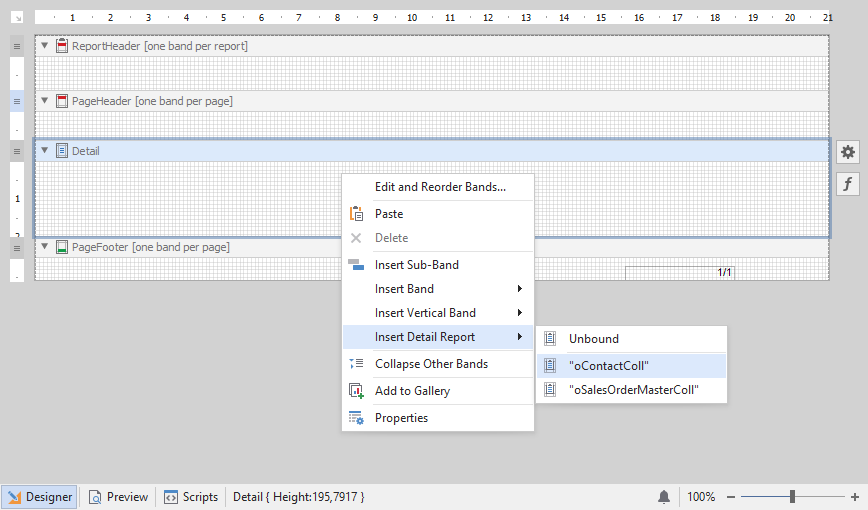 1 2 3 4 5 6 7 8 9 10 11 12 13 14 15 16 17 18 19 20 21
ReportHeader [one band per report]
PageHeader [one band per page]
Detail
1
2
PageFooter [one band per page]
1/1
Edit and Reorder Bands...
Paste
Delete
Insert Sub-Band
Insert Band
Insert Vertical Band
Insert Detail Report
Collapse Other Bands
Add to Gallery
Properties
Unbound
"oContactColl"
"oSalesOrderMasterColl"
Designer Preview Scripts Detail { Height:195,7917 } 100%